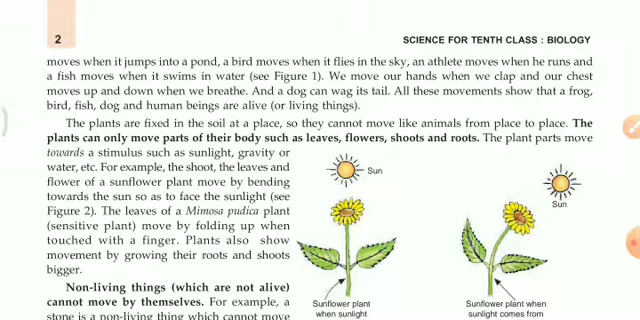 2
SCIENCE FOR TENTH CLASS : BIOLOGY
moves when it jumps into a pond, a bird moves when it flies in the sky, an athlete moves when he runs and
a fish moves when it swims in water (see Figure 1). We move our hands when we clap and our chest
moves up and down when we breathe. And a dog can wag its tail. All these movements show that a frog,
bird, fish, dog and human beings are alive (or living things).
The plants are fixed in the soil at a place, so they cannot move like animals from place to place. The
plants can only move parts of their body such as leaves, flowers, shoots and roots. The plant parts move
towards a stimulus such as sunlight, gravity or
water, etc. For example, the shoot, the leaves and
flower of a sunflower plant move by bending
towards the sun so as to face the sunlight (see
Figure 2). The leaves of a Mimosa pudica plant
(sensitive plant) move by folding up when
touched with a finger. Plants also show
movement by growing their roots and shoots
bigger.
Non-living things (which are not alive)
cannot move by themselves. For example, a
stone is a non-living thing which cannot move
Sun
Sun
Sunflower plant
when sunlight
Sunflower plant when
sunlight comes from